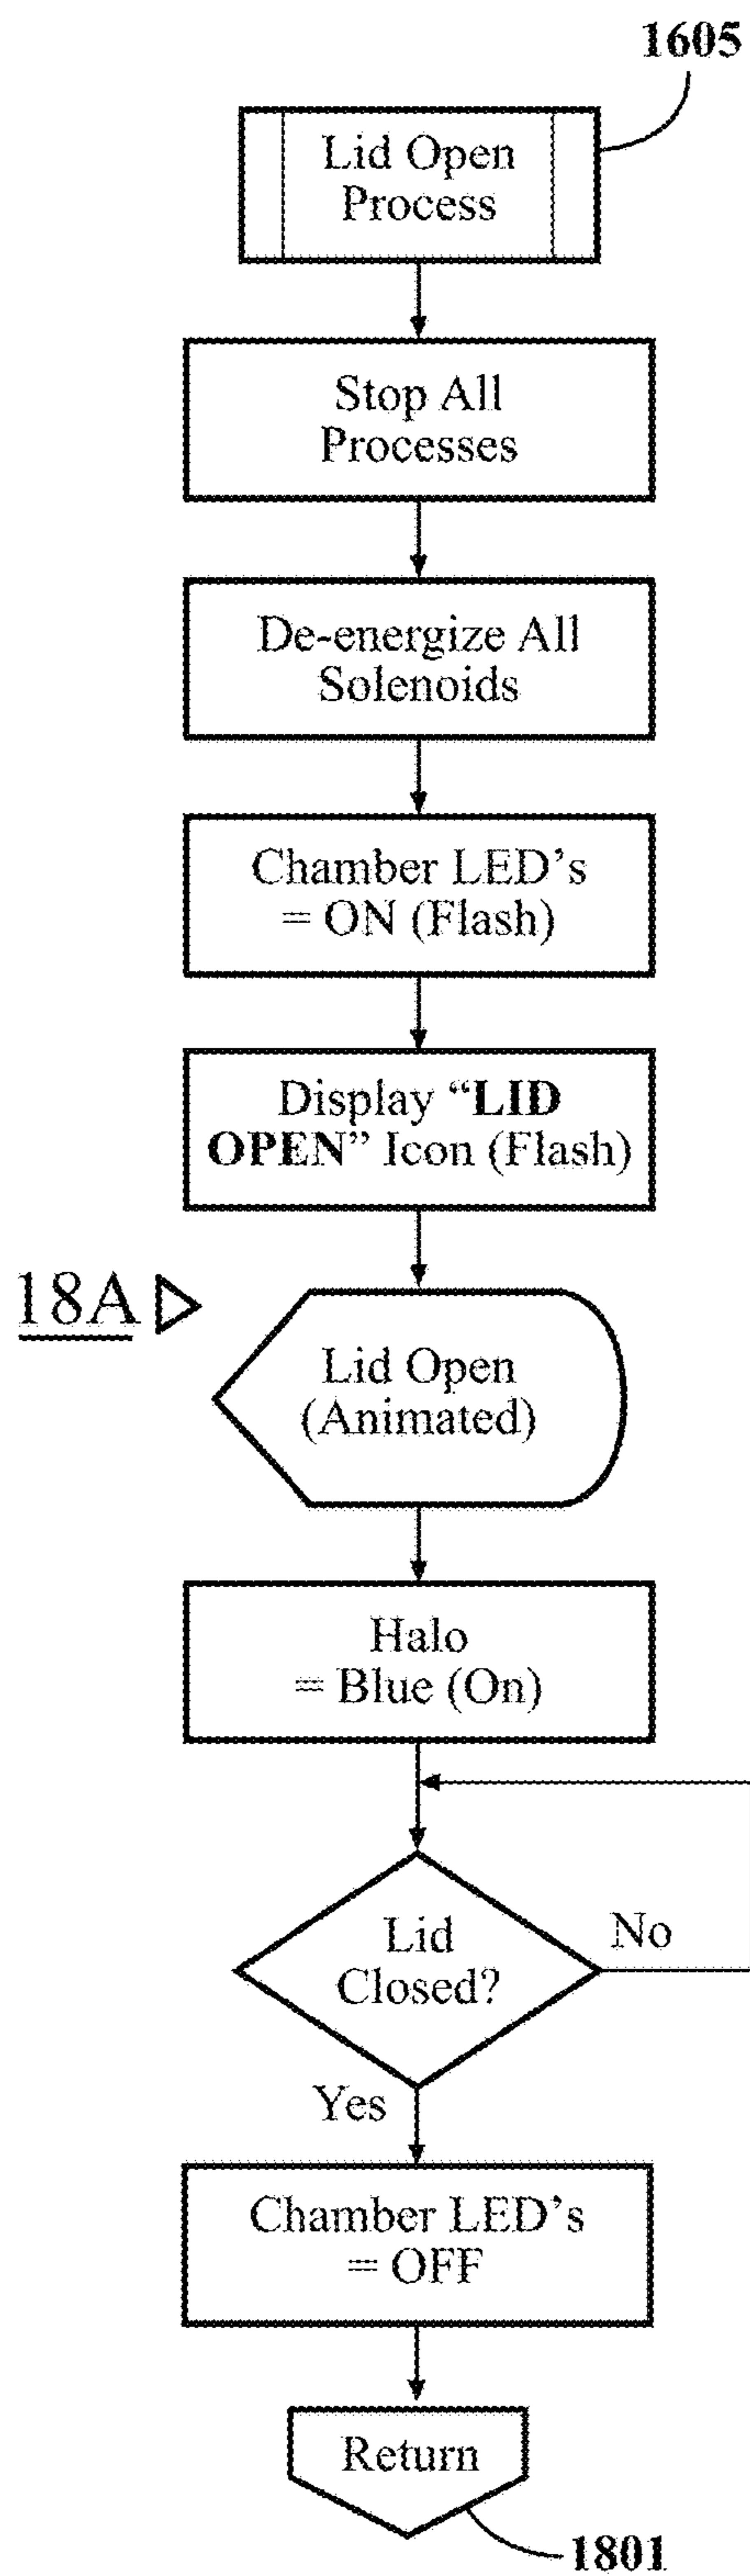 1605
Lid Open
Process
Stop All
Processes
De-energize All
Solenoids
Chamber LED’s
= ON (Flash)
Display “LID
OPEN” Icon (Flash)
18A
Lid Open
(Animated)
Halo
= Blue (On)
Lid
Closed?
No
Yes
Chamber LED’s
= OFF
Return
1801